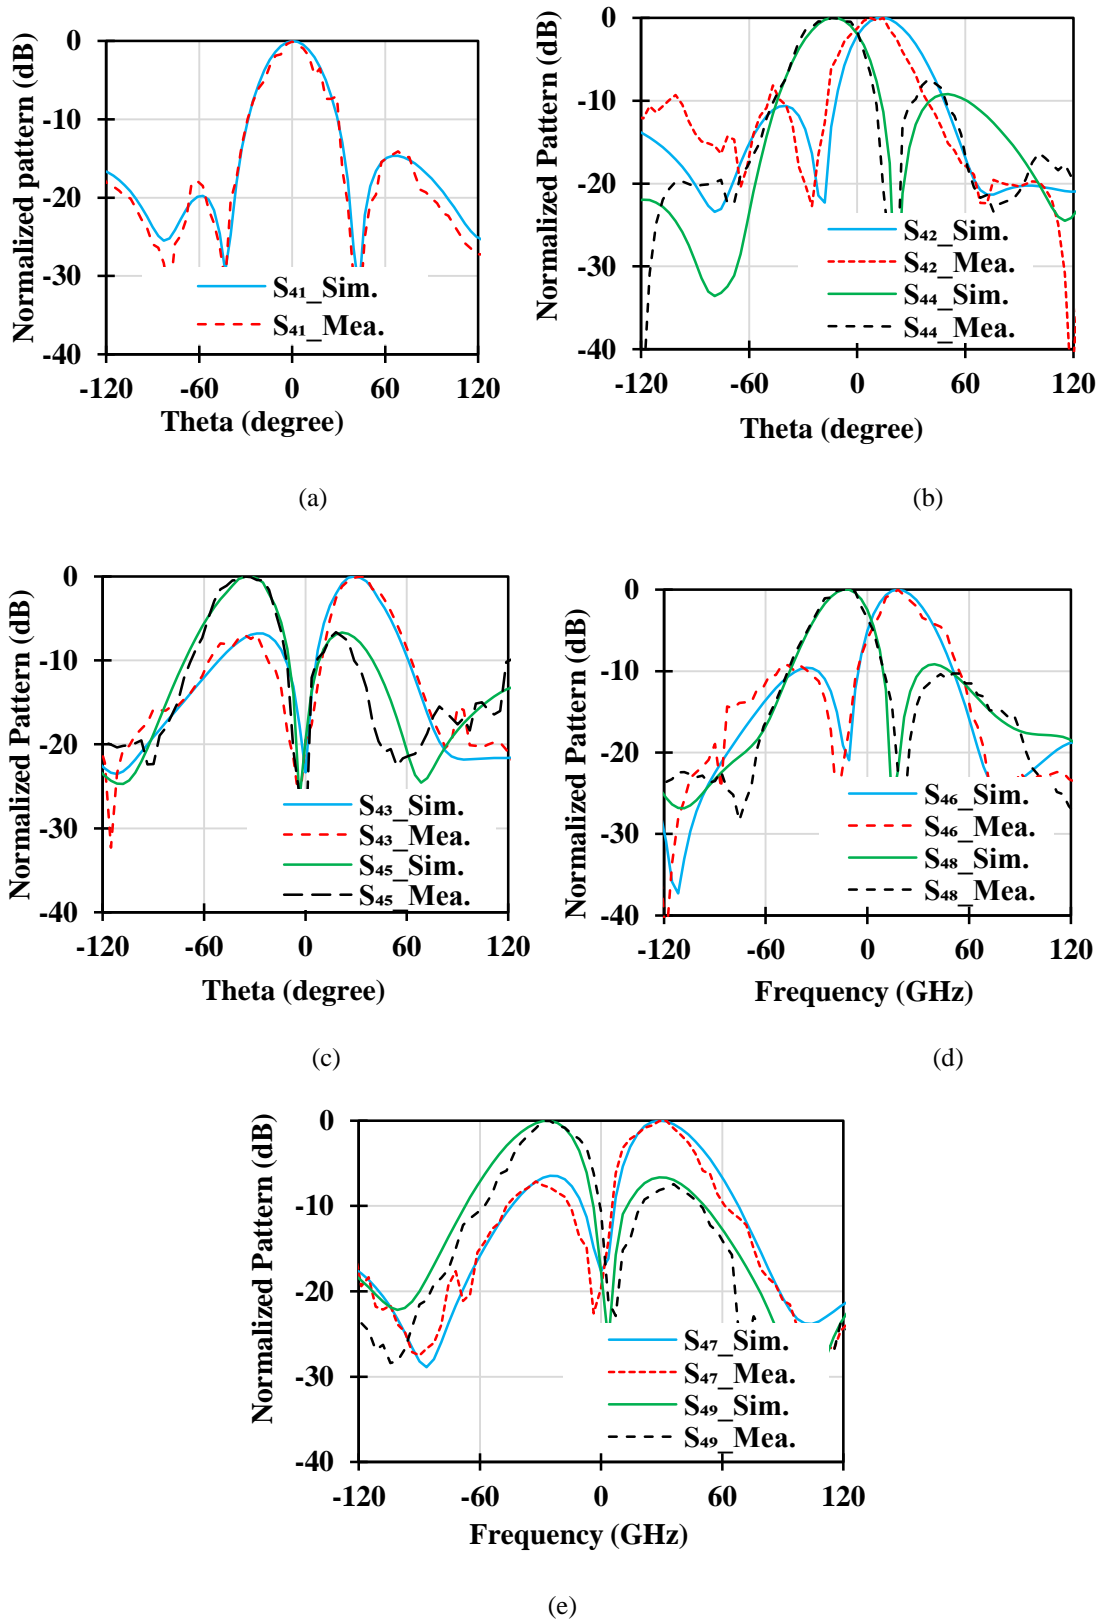 Normalized pattern (dB)
0
-10
-20
-30
-40
-120
-60
0
60
120
Theta (degree)
S₄₁_Sim.
S₄₁_Mea.
(a)
Normalized Pattern (dB)
0
-10
-20
-30
-40
-120
-60
0
60
120
Theta (degree)
S₄₂_Sim.
S₄₂_Mea.
S₄₄_Sim.
S₄₄_Mea.
(b)
Normalized Pattern (dB)
0
-10
-20
-30
-40
-120
-60
0
60
120
Theta (degree)
S₄₃_Sim.
S₄₃_Mea.
S₄₅_Sim.
S₄₅_Mea.
(c)
Normalized Pattern (dB)
0
-10
-20
-30
-40
-120
-60
0
60
120
Frequency (GHz)
S₄₆_Sim.
S₄₆_Mea.
S₄₈_Sim.
S₄₈_Mea.
(d)
Normalized Pattern (dB)
0
-10
-20
-30
-40
-120
-60
0
60
120
Frequency (GHz)
S₄₇_Sim.
S₄₇_Mea.
S₄₉_Sim.
S₄₉_Mea.
(e)